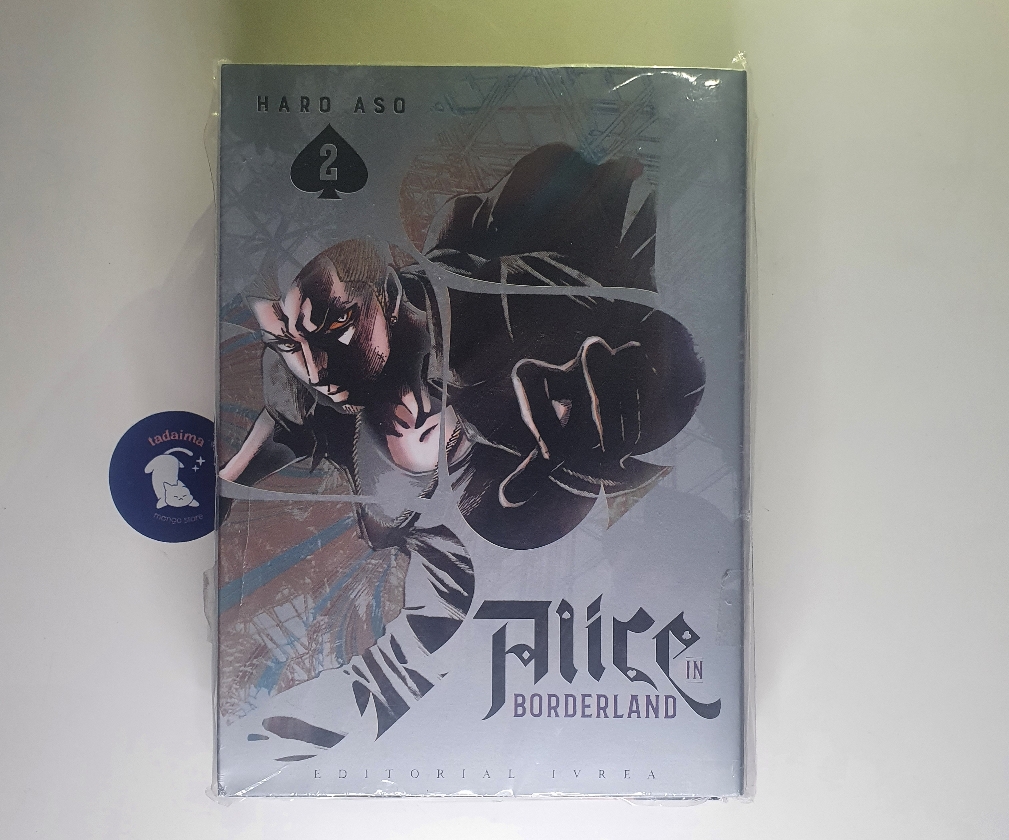 HARO ASO
2
tadaima
manga store
Alice
IN
BORDERLAND
EDITORIAL IVREA